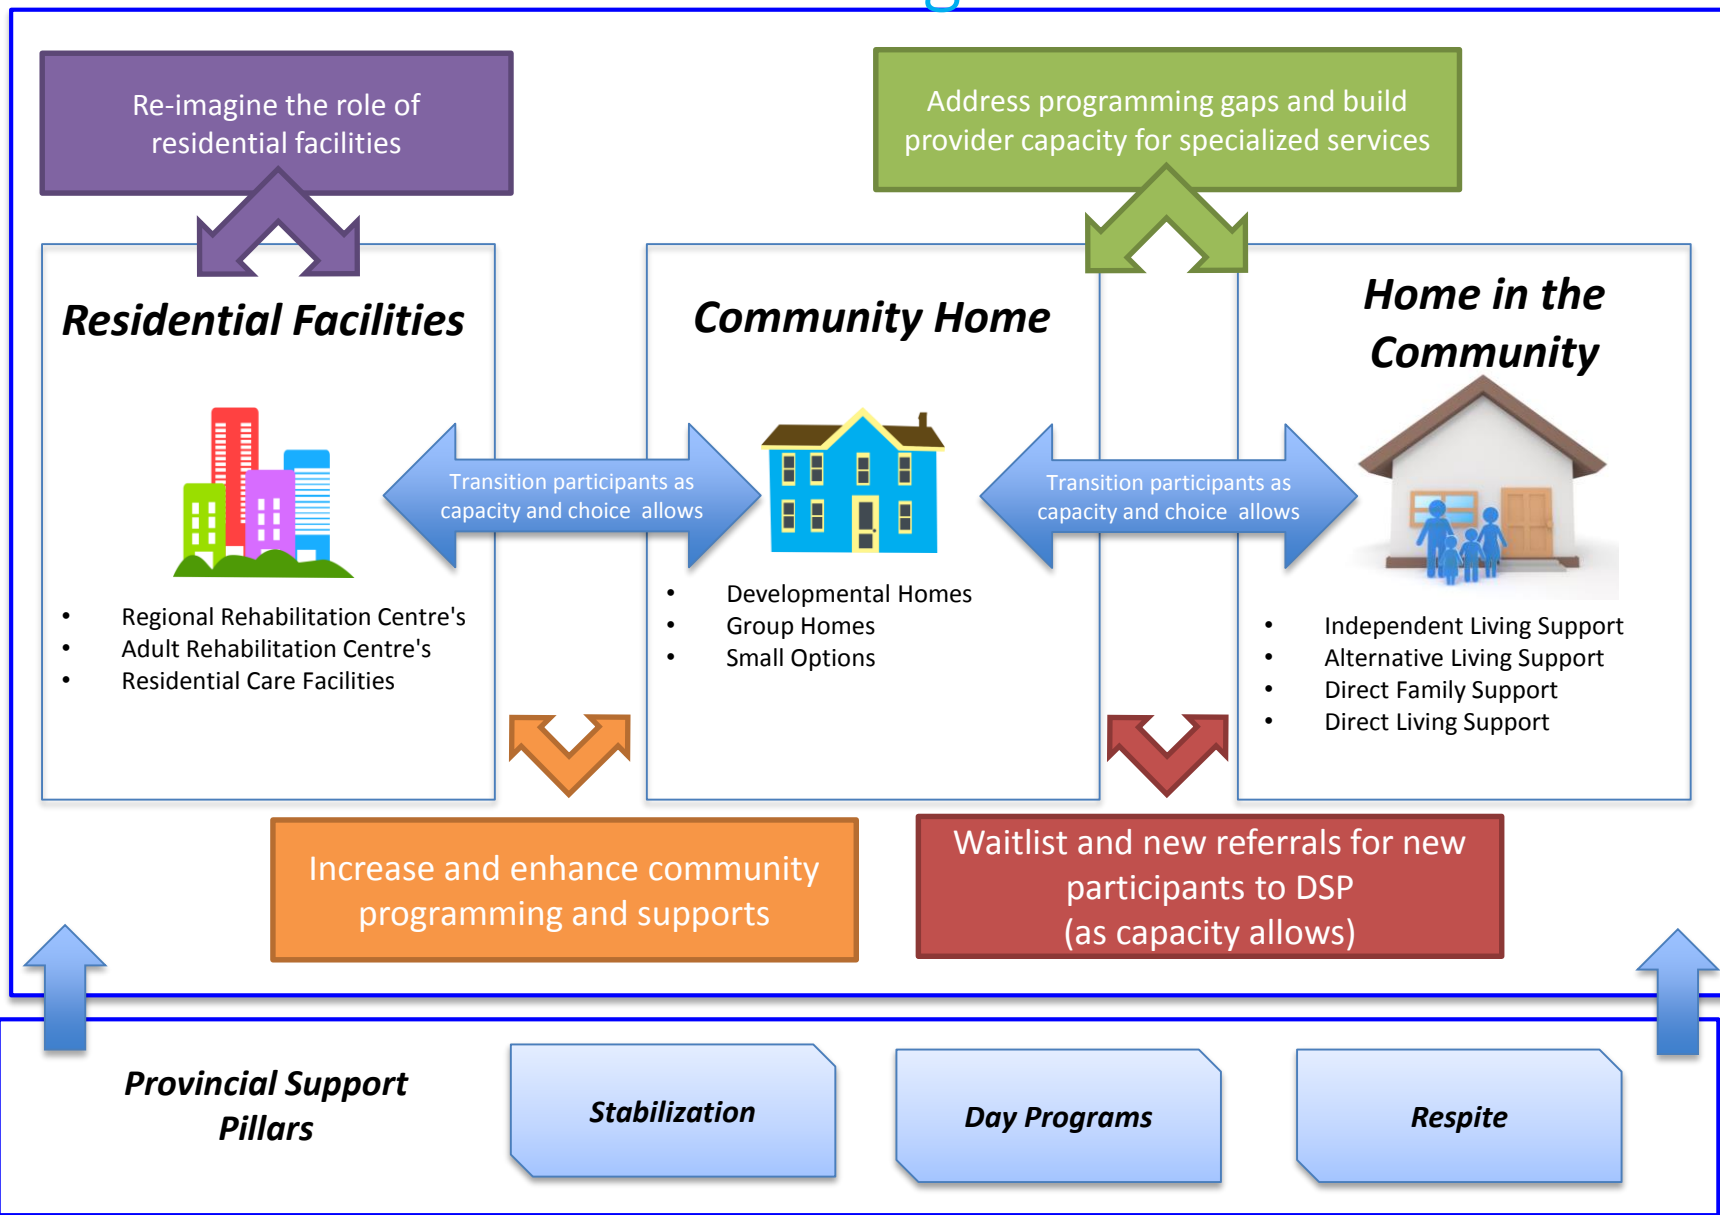 Re-imagine the role of
residential facilities
Address programming gaps and build
provider capacity for specialized services
Residential Facilities
Community Home
Home in the
Community
Transition participants as
capacity and choice  allows
Transition participants as
capacity and choice  allows
• Regional Rehabilitation Centre's
• Adult Rehabilitation Centre's
• Residential Care Facilities
• Developmental Homes
• Group Homes
• Small Options
• Independent Living Support
• Alternative Living Support
• Direct Family Support
• Direct Living Support
Increase and enhance community
programming and supports
Waitlist and new referrals for new
participants to DSP
(as capacity allows)
Provincial Support
Pillars
Stabilization
Day Programs
Respite